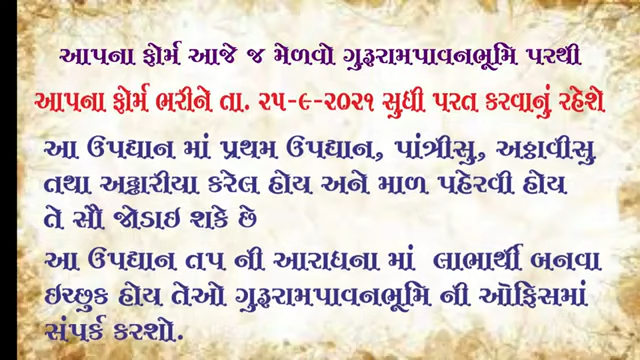 આપના ફોર્મ આજે જ મેળવો ગુરૂરામપાવનભૂમિ પરથી
આપના ફોર્મ ભરીને તા. ૨૫-૯-૨૦૨૧ સુધી પરત કરવાનું રહેશે
આ ઉપધાન માં પ્રથમ ઉપધાન, પાંત્રીસુ, અઠ્ઠાવીસુ
તથા અઢ્ઢારીયા કરેલ હોય અને માળ પહેરવી હોય
તે સૌ જોડાઇ શકે છે
આ ઉપધાન તપ ની આરાધના માં લાભાર્થી બનવા
ઇચ્છુક હોય તેઓ ગુરૂરામપાવનભૂમિ ની ઑફિસમાં
સંપર્ક કરશો.